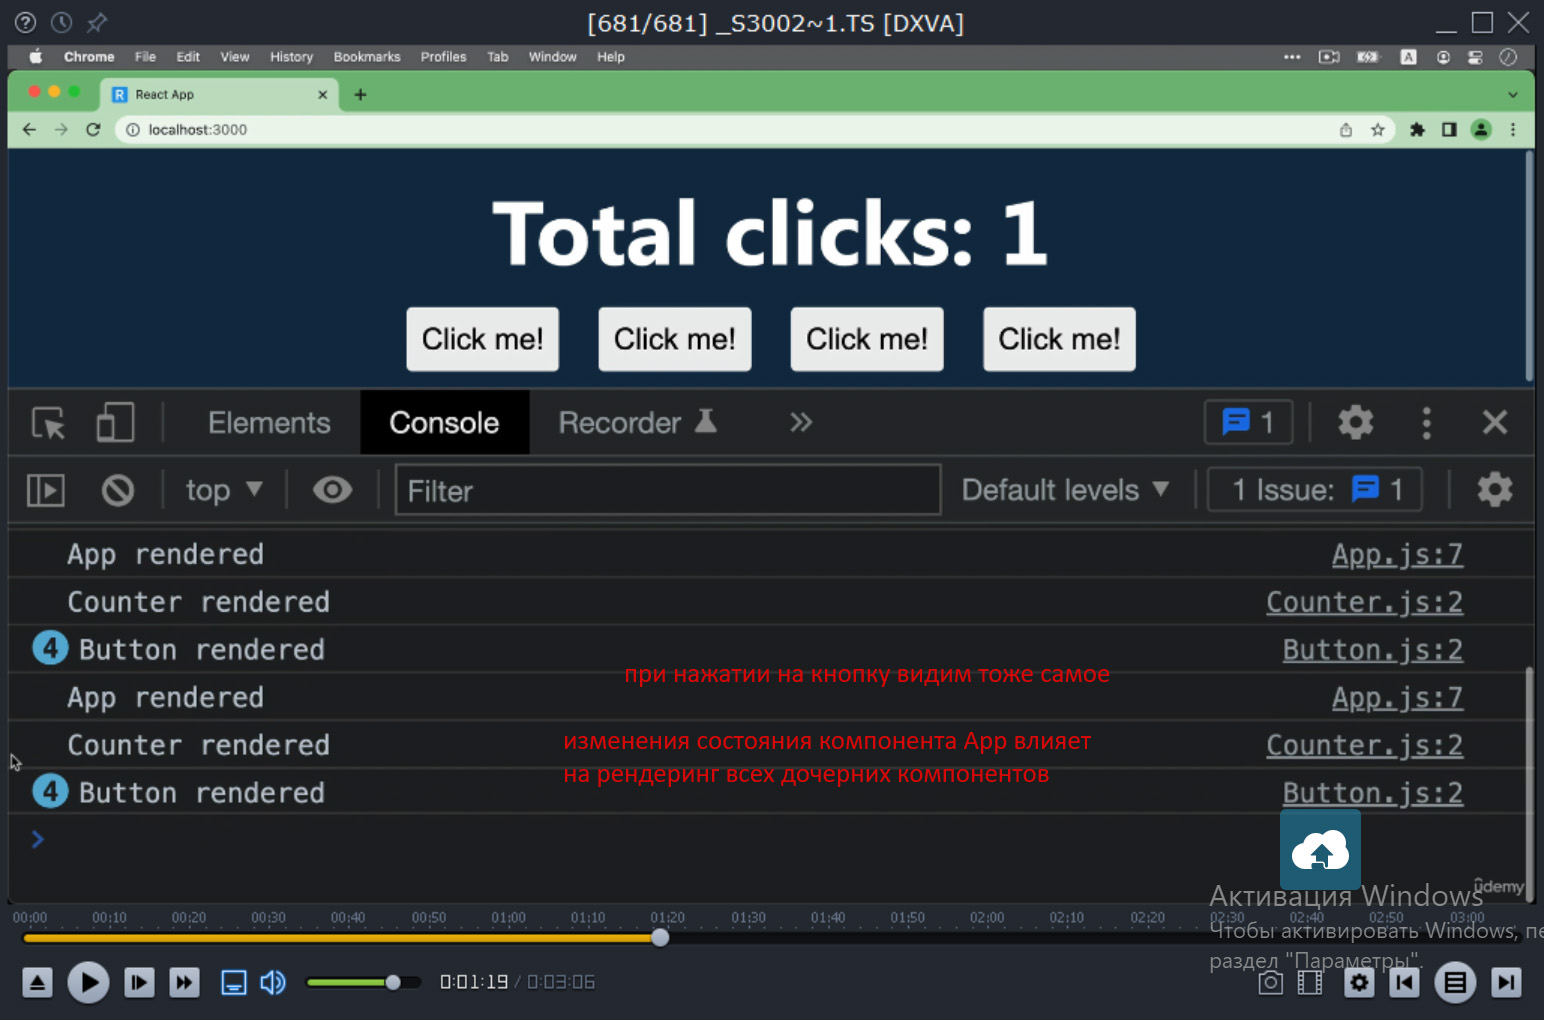 [681/681] _S3002~1.TS [DXVA]
Chrome File Edit View History Bookmarks Profiles Tab Window Help
A
R React App
localhost:3000
Total clicks: 1
Click me! Click me! Click me! Click me!
Elements Console Recorder 1
top Filter Default levels 1 Issue: 1
App rendered App.js:7
Counter rendered Counter.js:2
4 Button rendered Button.js:2
при нажатии на кнопку видим тоже самое
App rendered App.js:7
изменения состояния компонента App влияет
Counter rendered Counter.js:2
на рендеринг всех дочерних компонентов
4 Button rendered Button.js:2
ûdemy
Активация Windows
00:00 00:10 00:20 00:30 00:40 00:50 01:00 01:10 01:20 01:30 01:40 01:50 02:00 02:10 02:20 02:30 02:40 02:50 03:00
Чтобы активировать Windows, пе
раздел "Параметры".
0:01:19 / 0:03:06